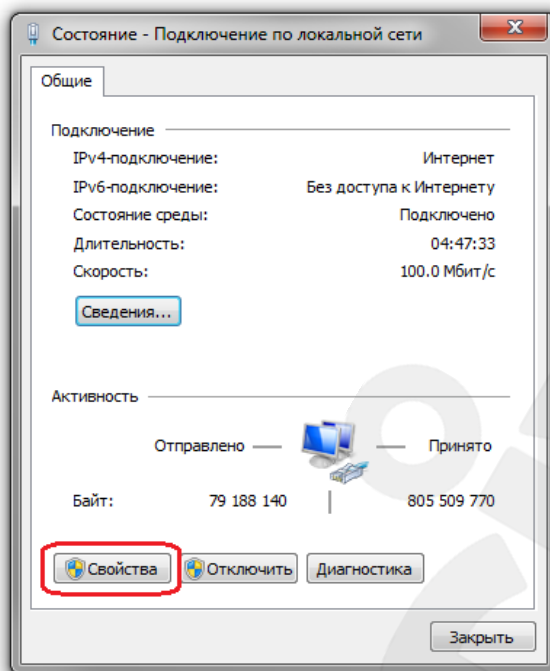 Состояние - Подключение по локальной сети
Общие
Подключение
IPv4-подключение: Интернет
IPv6-подключение: Без доступа к Интернету
Состояние среды: Подключено
Длительность: 04:47:33
Скорость: 100.0 Мбит/с
Сведения...
Активность
Отправлено Принято
Байт: 79 188 140 805 509 770
Свойства Отключить Диагностика
Закрыть